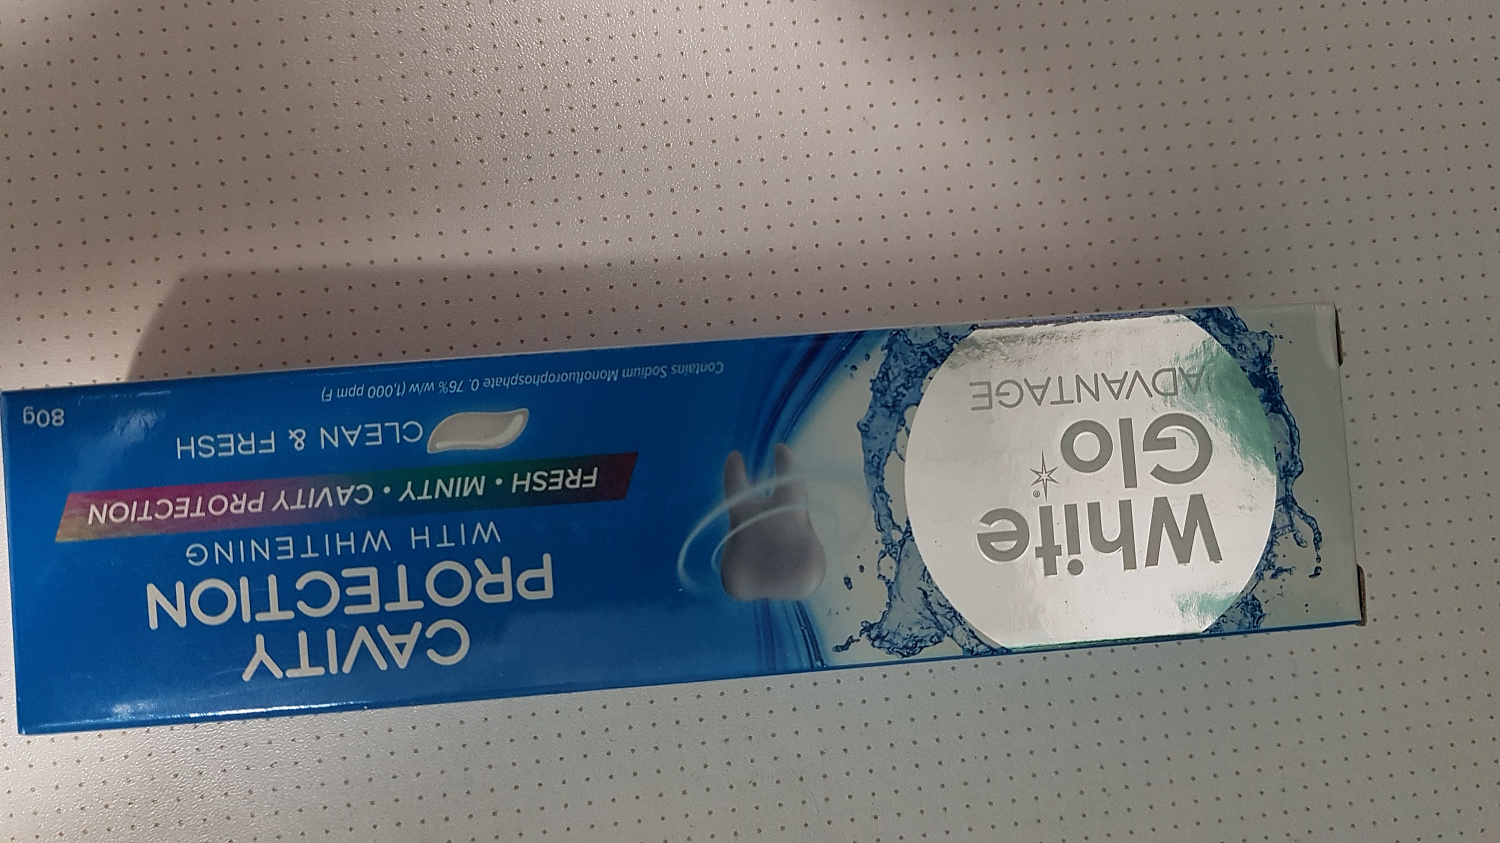 White
Glo®
ADVANTAGE
CAVITY
PROTECTION
WITH WHITENING
FRESH • MINTY • CAVITY PROTECTION
CLEAN & FRESH
Contains Sodium Monofluorophosphate 0. 76% w/w (1,000 ppm F)
80g